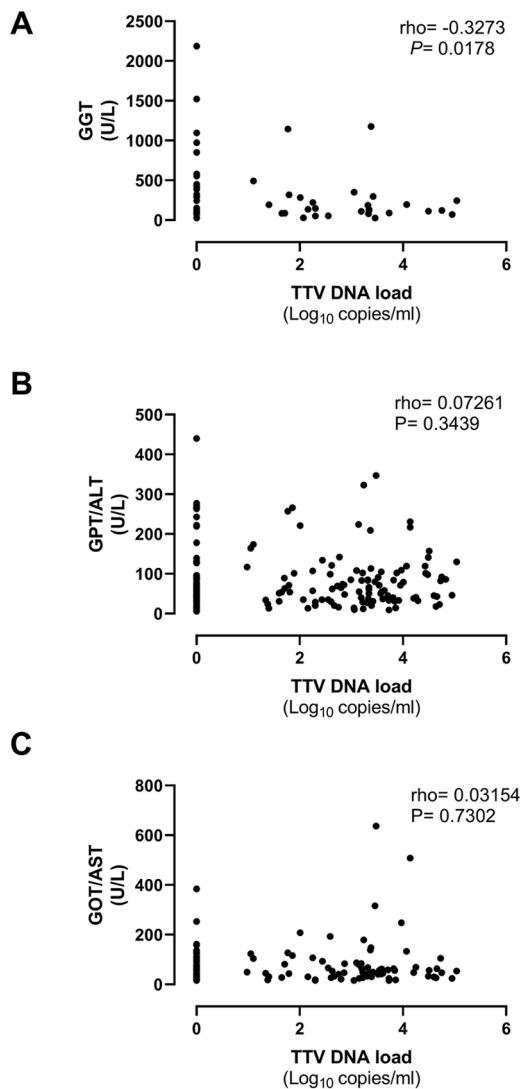 A
rho= -0.3273
P= 0.0178
GGT
(U/L)
2500
2000
1500
1000
500
0
0 2 4 6
TTV DNA load
(Log10 copies/ml)
B
rho= 0.07261
P= 0.3439
GPT/ALT
(U/L)
500
400
300
200
100
0
0 2 4 6
TTV DNA load
(Log10 copies/ml)
C
rho= 0.03154
P= 0.7302
GOT/AST
(U/L)
800
600
400
200
0
0 2 4 6
TTV DNA load
(Log10 copies/ml)